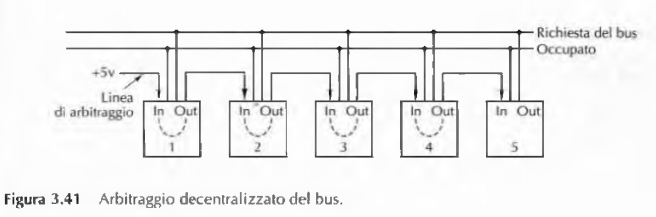 Richiesta del bus
Occupato
+5v
Linea
di arbitraggio
In Out In Out In Out In Out In Out
1 2 3 4 5
Figura 3.41 Arbitraggio decentralizzato del bus.